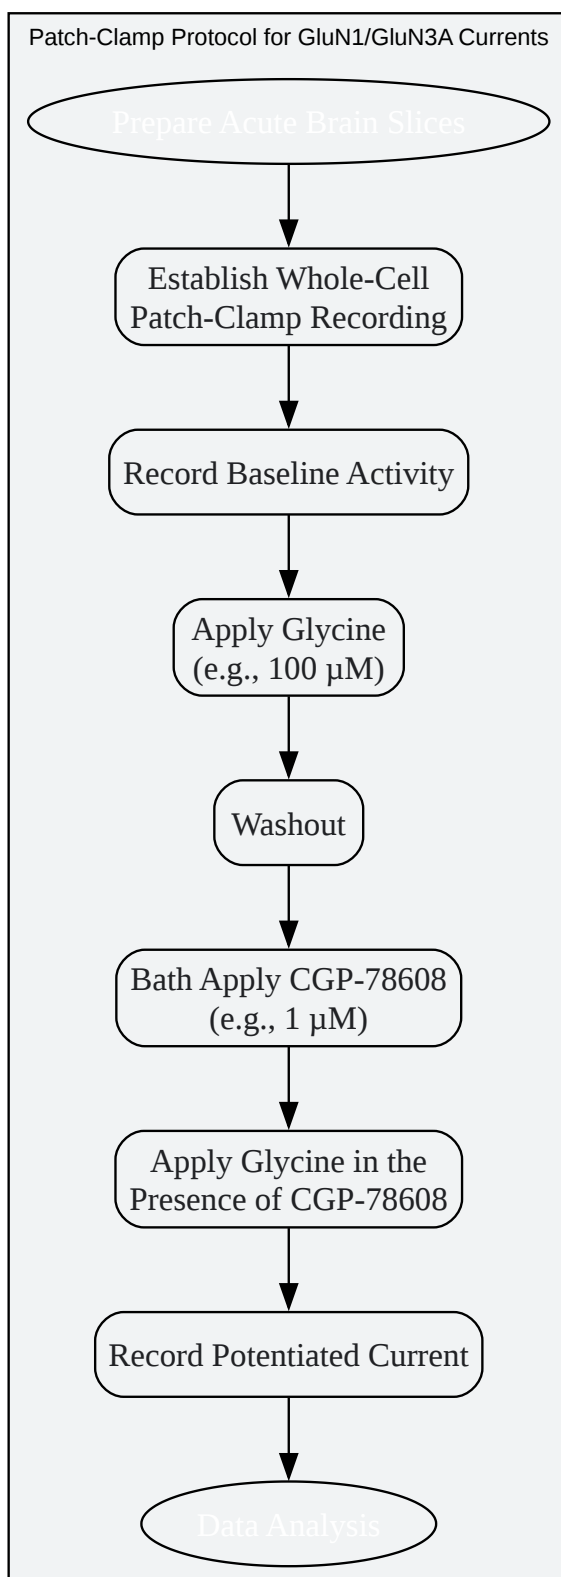 Patch-Clamp Protocol for GluN1/GluN3A Currents
Prepare Acute Brain Slices
Establish Whole-Cell
Patch-Clamp Recording
Record Baseline Activity
Apply Glycine
(e.g., 100 µM)
Washout
Bath Apply CGP-78608
(e.g., 1 µM)
Apply Glycine in the
Presence of CGP-78608
Record Potentiated Current
Data Analysis